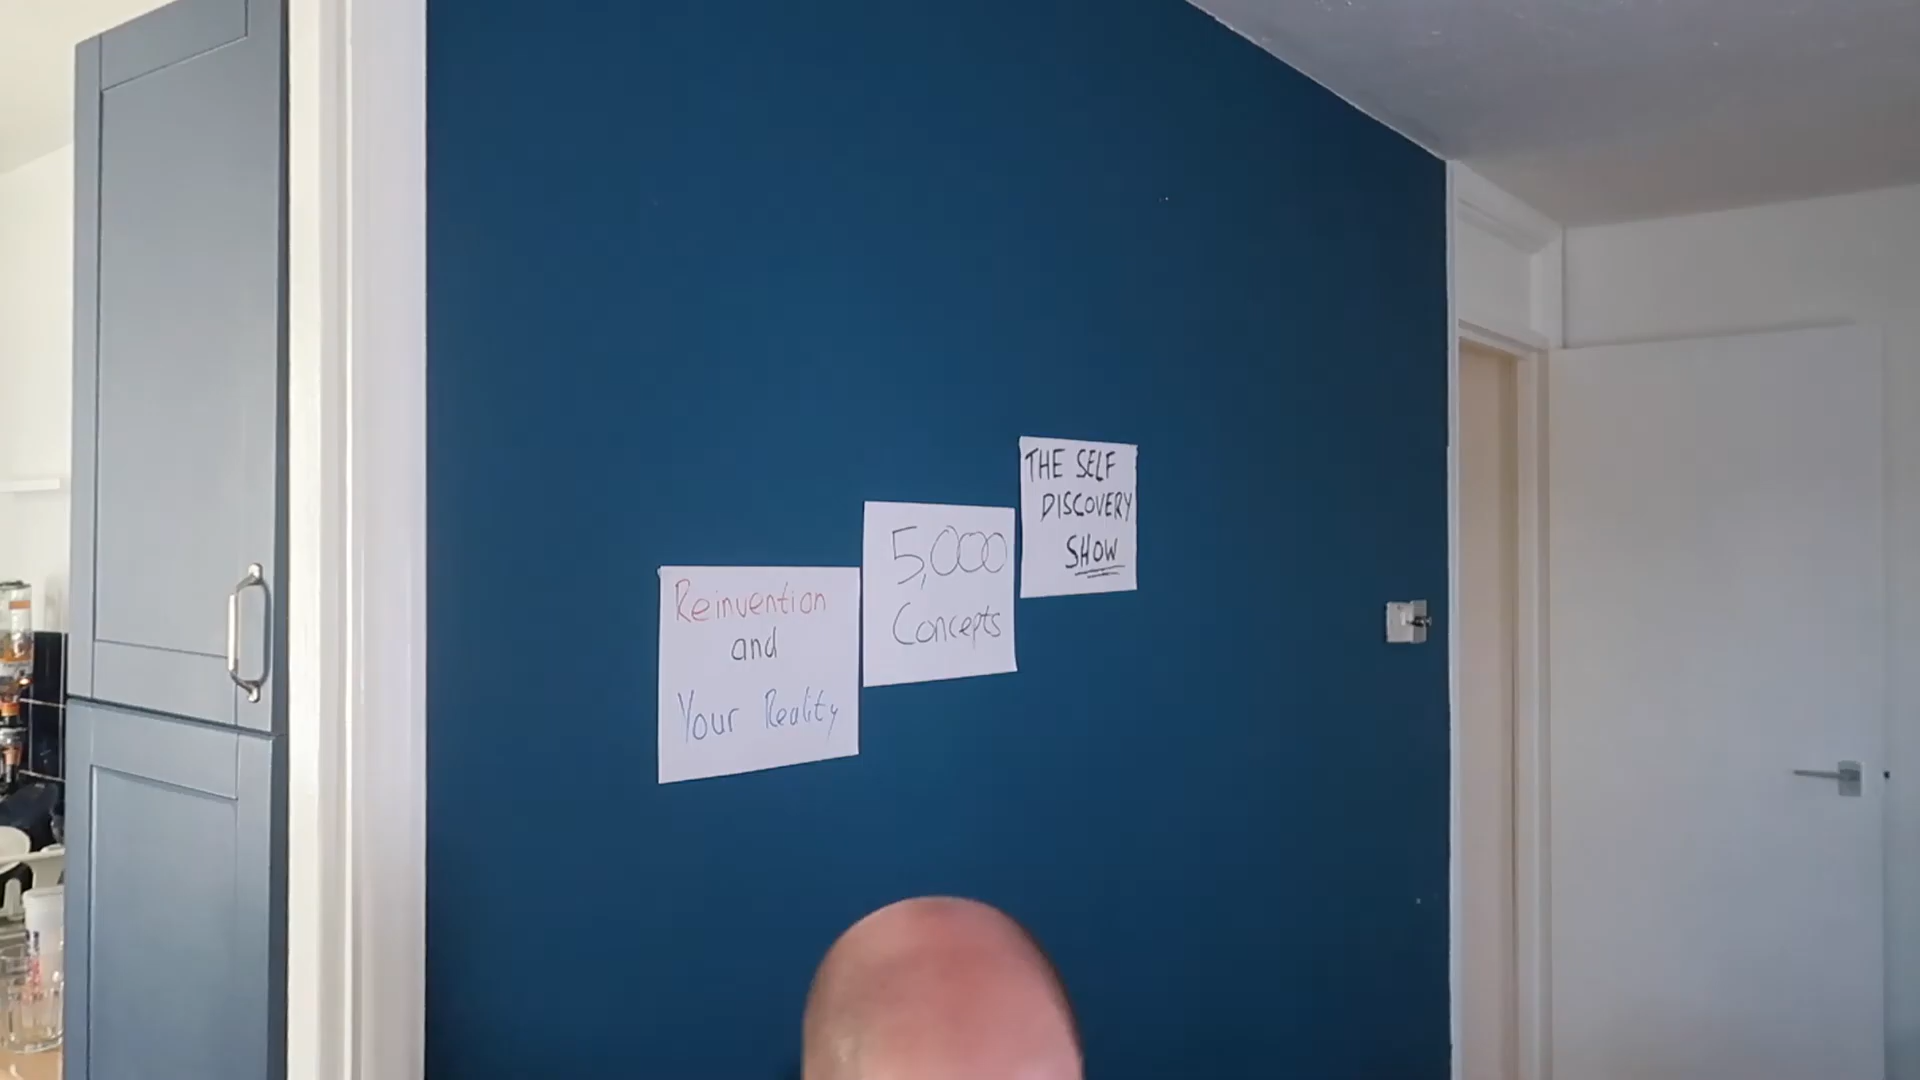 Reinvention
and
Your Reality
5,000
Concepts
THE SELF
DISCOVERY
SHOW